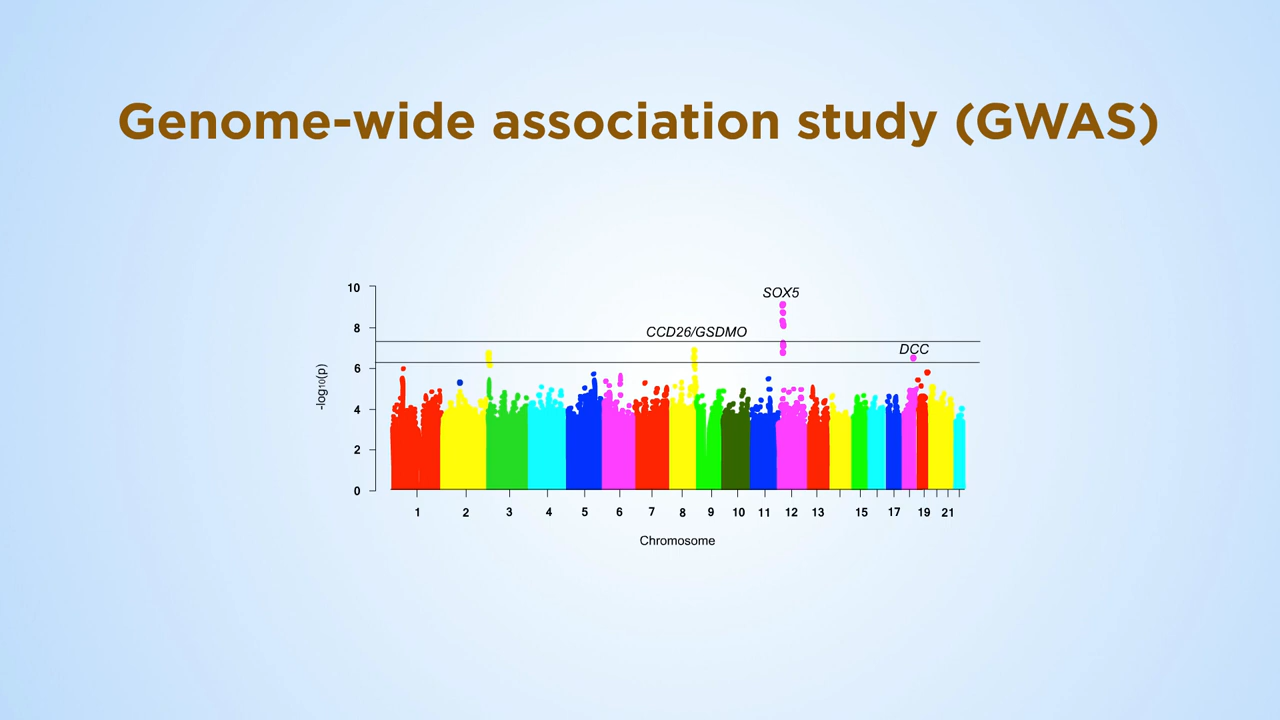 Genome-wide association study (GWAS)
10
8
6
4
2
0
-log10(p)
SOX5
CCD26/GSDMO
DCC
1 2 3 4 5 6 7 8 9 10 11 12 13 15 17 19 21
Chromosome